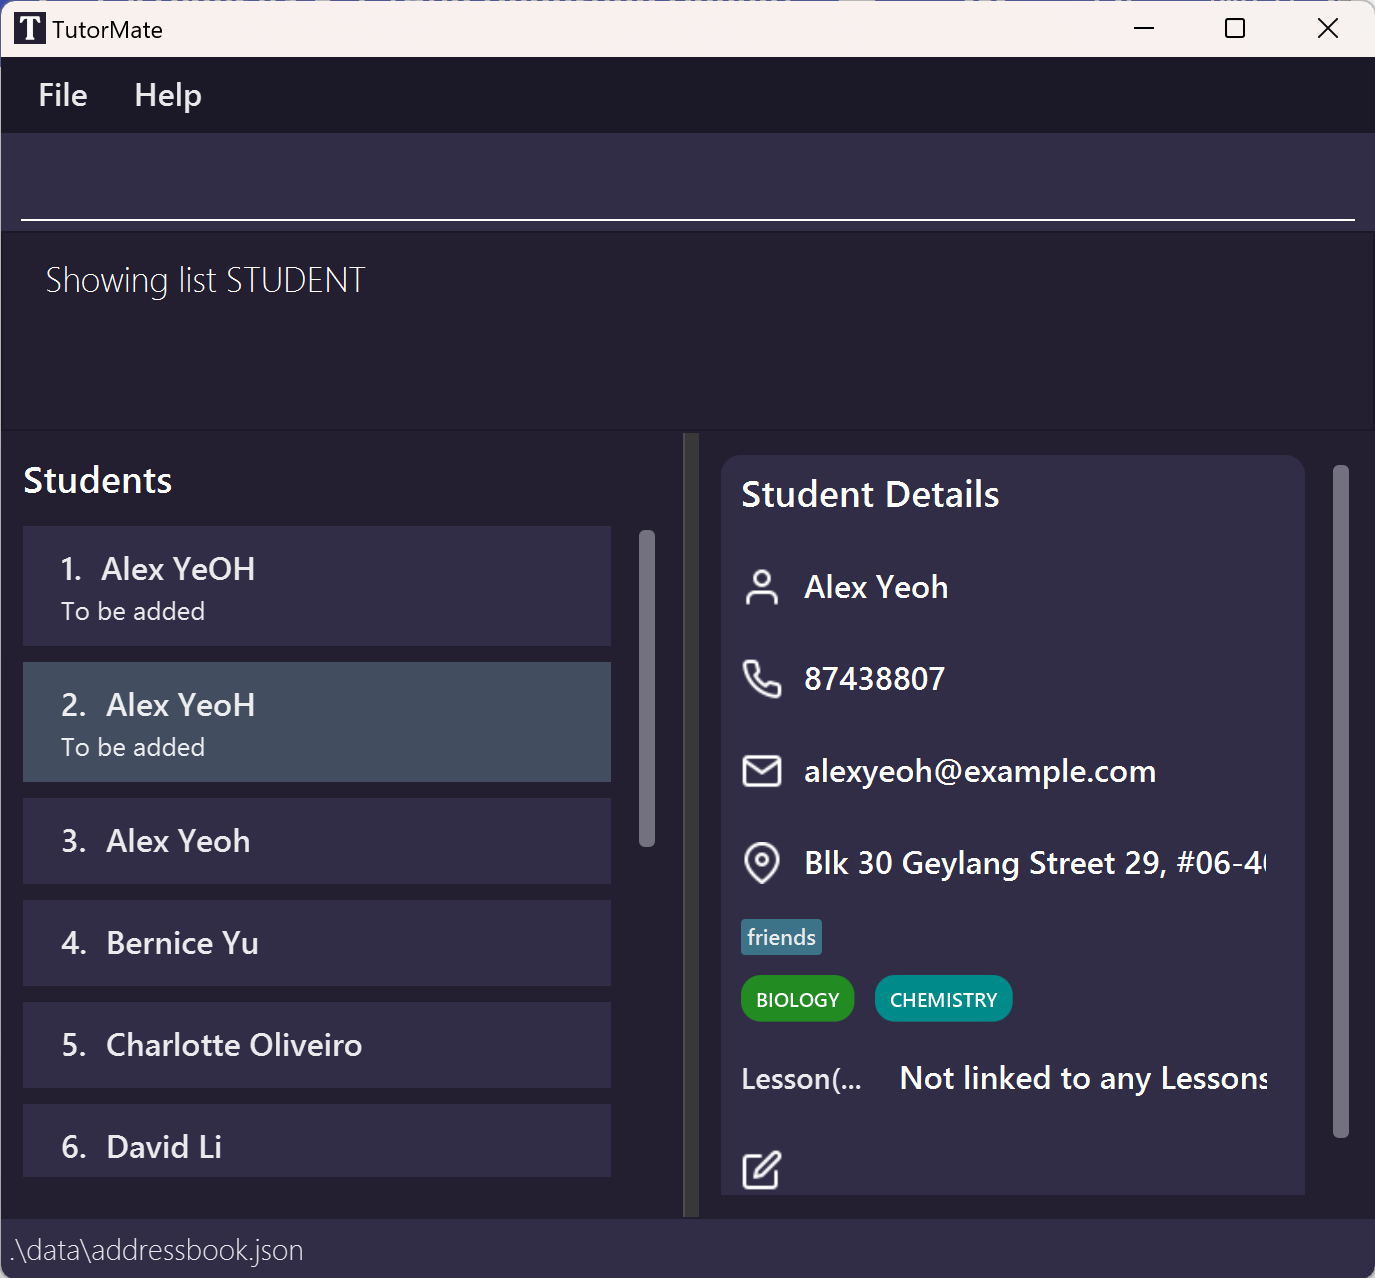 T TutorMate
File Help
Showing list STUDENT
Students
1. Alex YeOH
To be added
2. Alex YeoH
To be added
3. Alex Yeoh
4. Bernice Yu
5. Charlotte Oliveiro
6. David Li
Student Details
Alex Yeoh
87438807
alexyeoh@example.com
Blk 30 Geylang Street 29, #06-40
friends
BIOLOGY CHEMISTRY
Lesson(... Not linked to any Lessons
.\data\addressbook.json